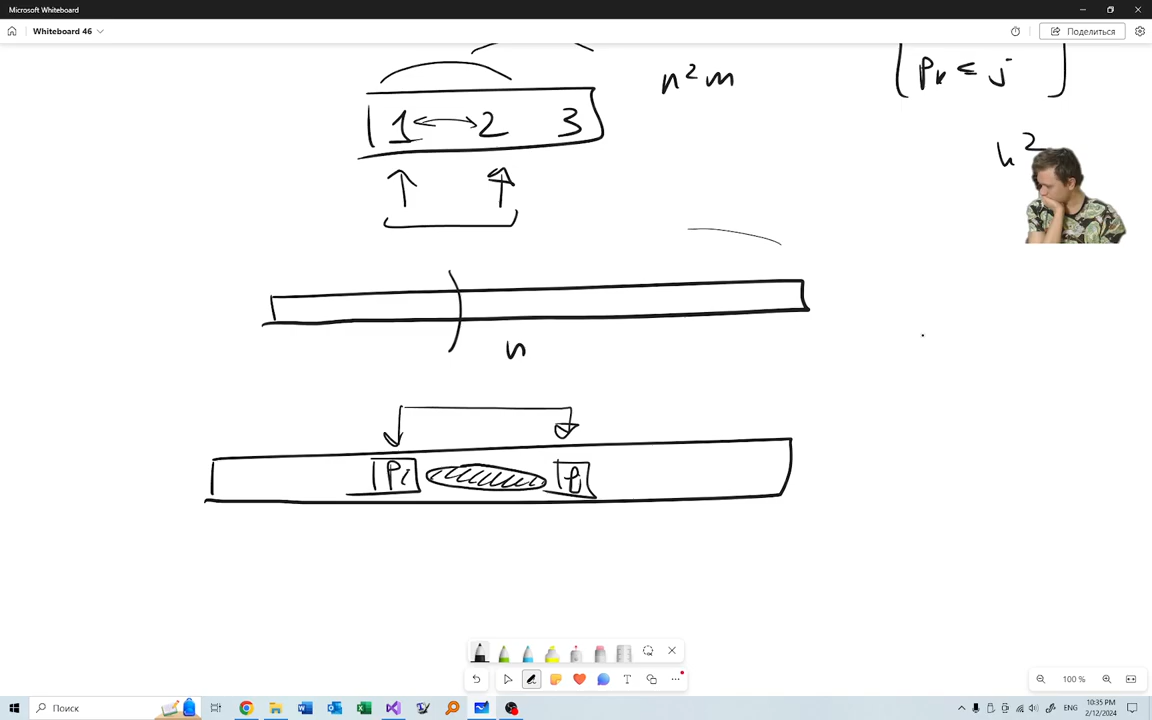 Microsoft Whiteboard
Whiteboard 46
Поделиться
n²m
[ Pk ≤ j ]
1 ↔ 2 3
n²
n
Pi
100 %
Поиск
ENG
10:35 PM
2/12/2024